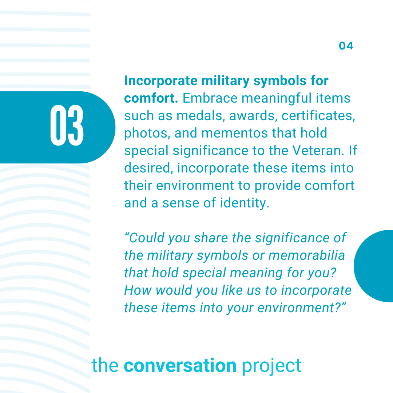 04
03
Incorporate military symbols for
comfort. Embrace meaningful items
such as medals, awards, certificates,
photos, and mementos that hold
special significance to the Veteran. If
desired, incorporate these items into
their environment to provide comfort
and a sense of identity.
“Could you share the significance of
the military symbols or memorabilia
that hold special meaning for you?
How would you like us to incorporate
these items into your environment?”
the conversation project